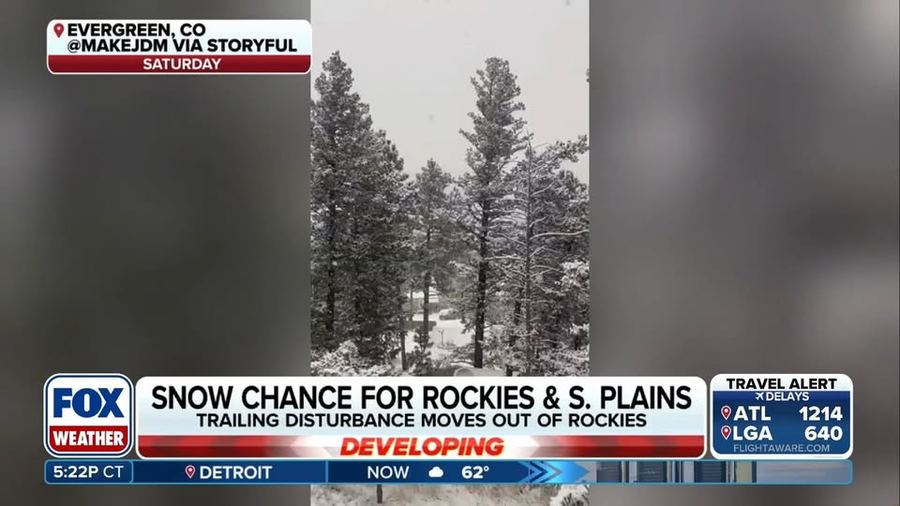 EVERGREEN, CO
@MAKEJDM VIA STORYFUL
SATURDAY
FOX
WEATHER
SNOW CHANCE FOR ROCKIES & S. PLAINS
TRAILING DISTURBANCE MOVES OUT OF ROCKIES
DEVELOPING
TRAVEL ALERT
DELAYS
ATL 1214
LGA 640
FLIGHTAWARE.COM
5:22P CT DETROIT NOW 62°